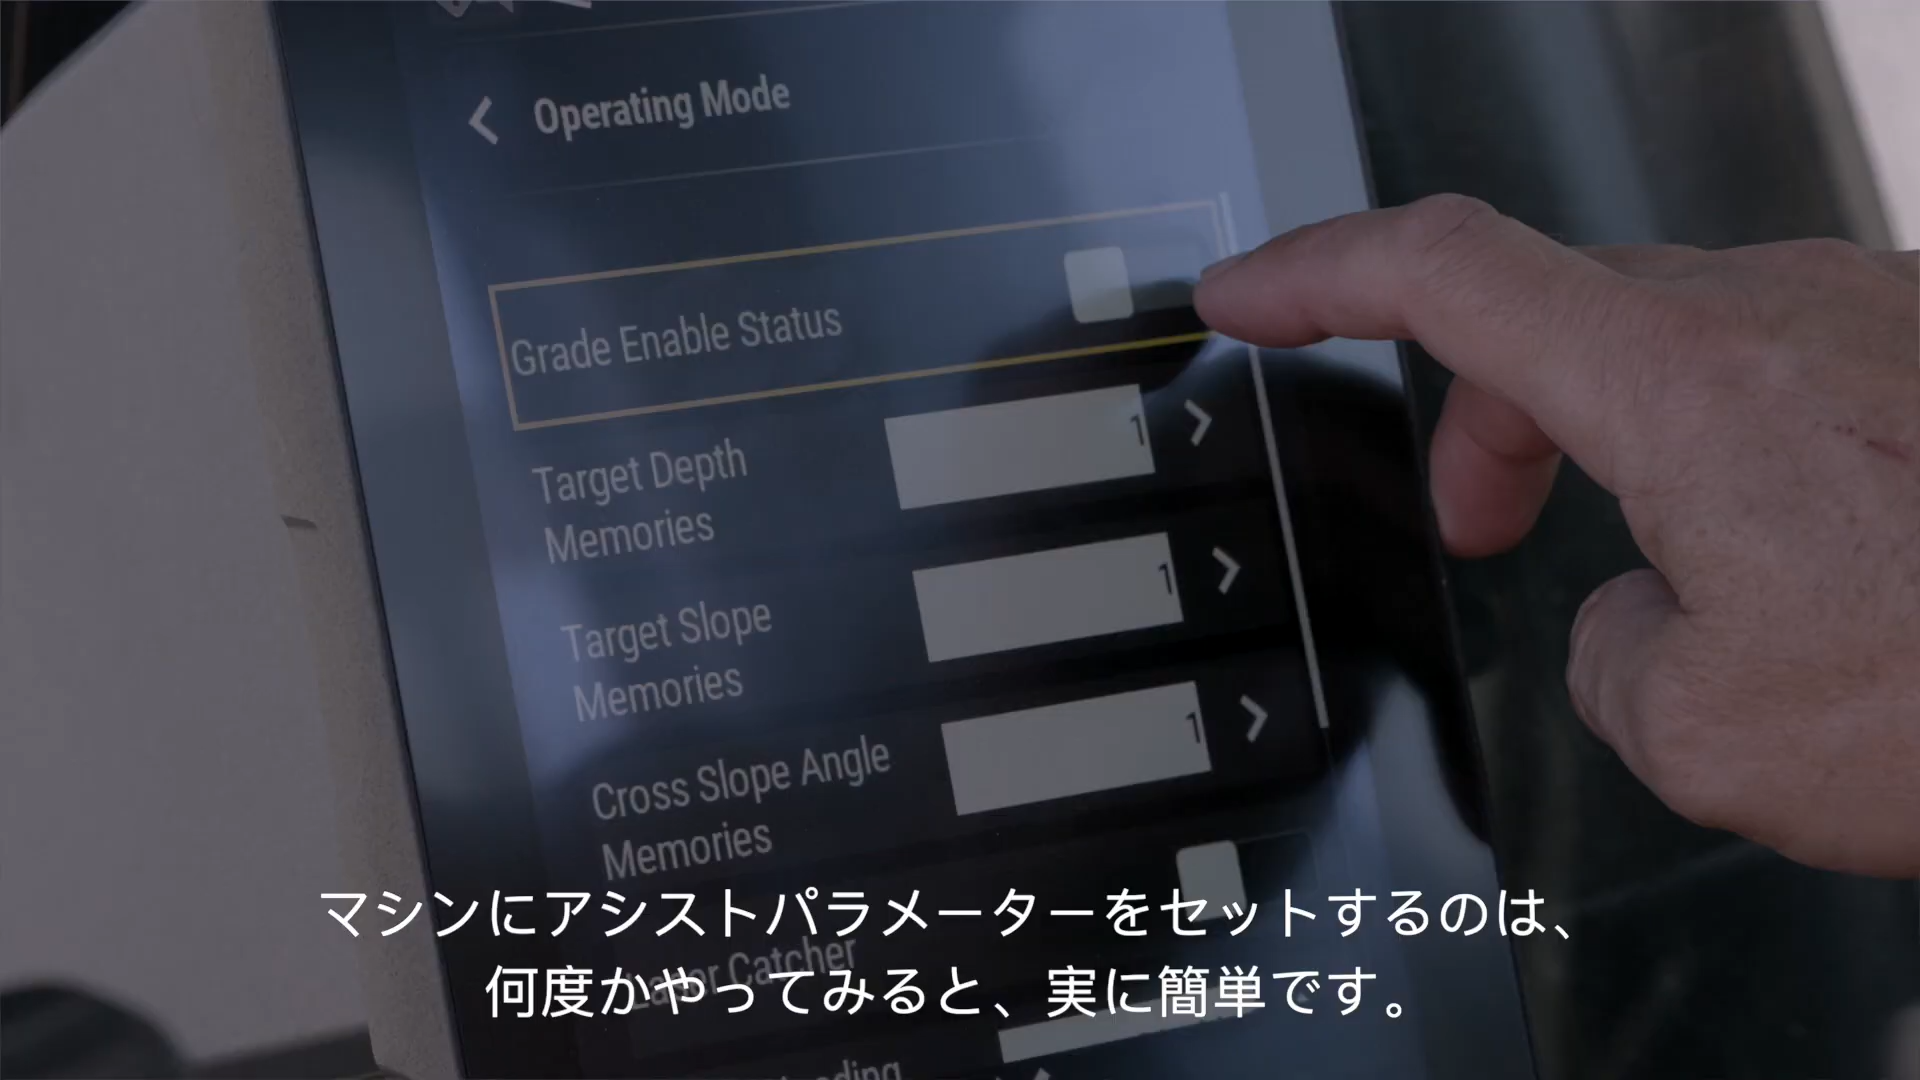 Operating Mode
Grade Enable Status
Target Depth
Memories
1
Target Slope
Memories
1
Cross Slope Angle
Memories
1
Laser Catcher
マシンにアシストパラメーターをセットするのは、
何度かやってみると、実に簡単です。